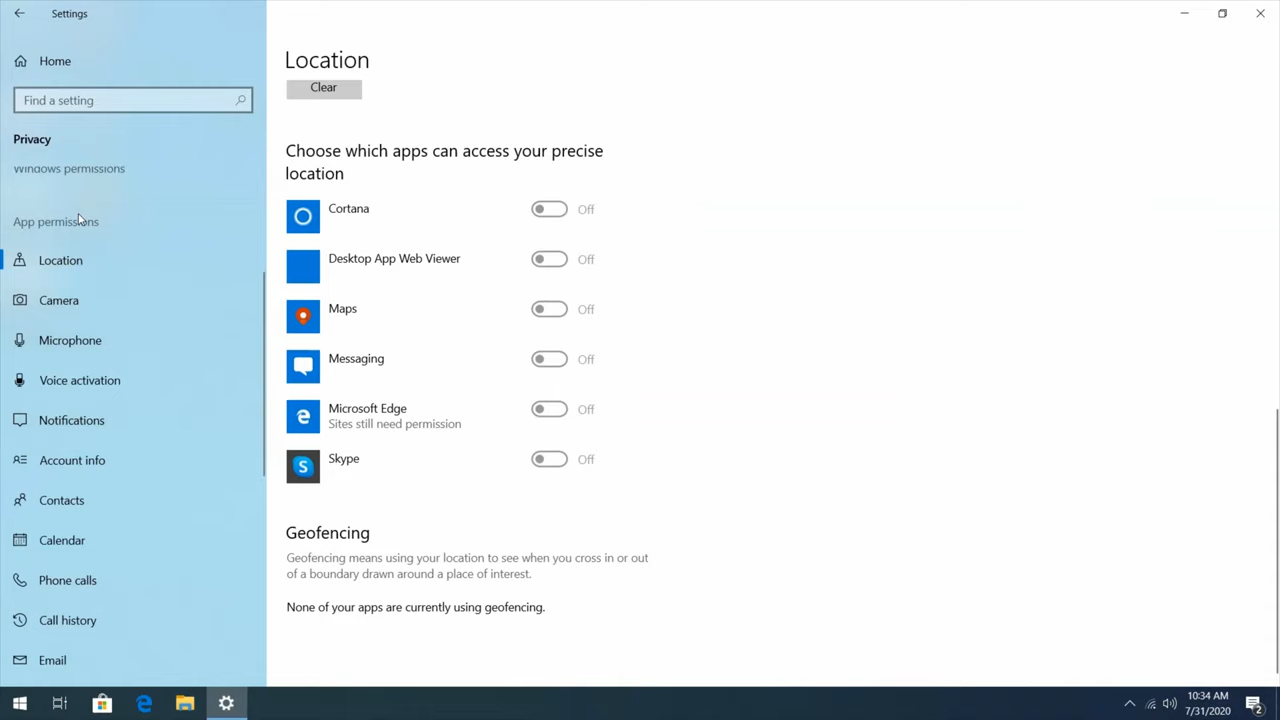 Settings
Home
Find a setting
Privacy
Windows permissions
App permissions
Location
Camera
Microphone
Voice activation
Notifications
Account info
Contacts
Calendar
Phone calls
Call history
Email
Location
Clear
Choose which apps can access your precise
location
Cortana Off
Desktop App Web Viewer Off
Maps Off
Messaging Off
Microsoft Edge Off
Sites still need permission
Skype Off
Geofencing
Geofencing means using your location to see when you cross in or out
of a boundary drawn around a place of interest.
None of your apps are currently using geofencing.
10:34 AM
7/31/2020
2